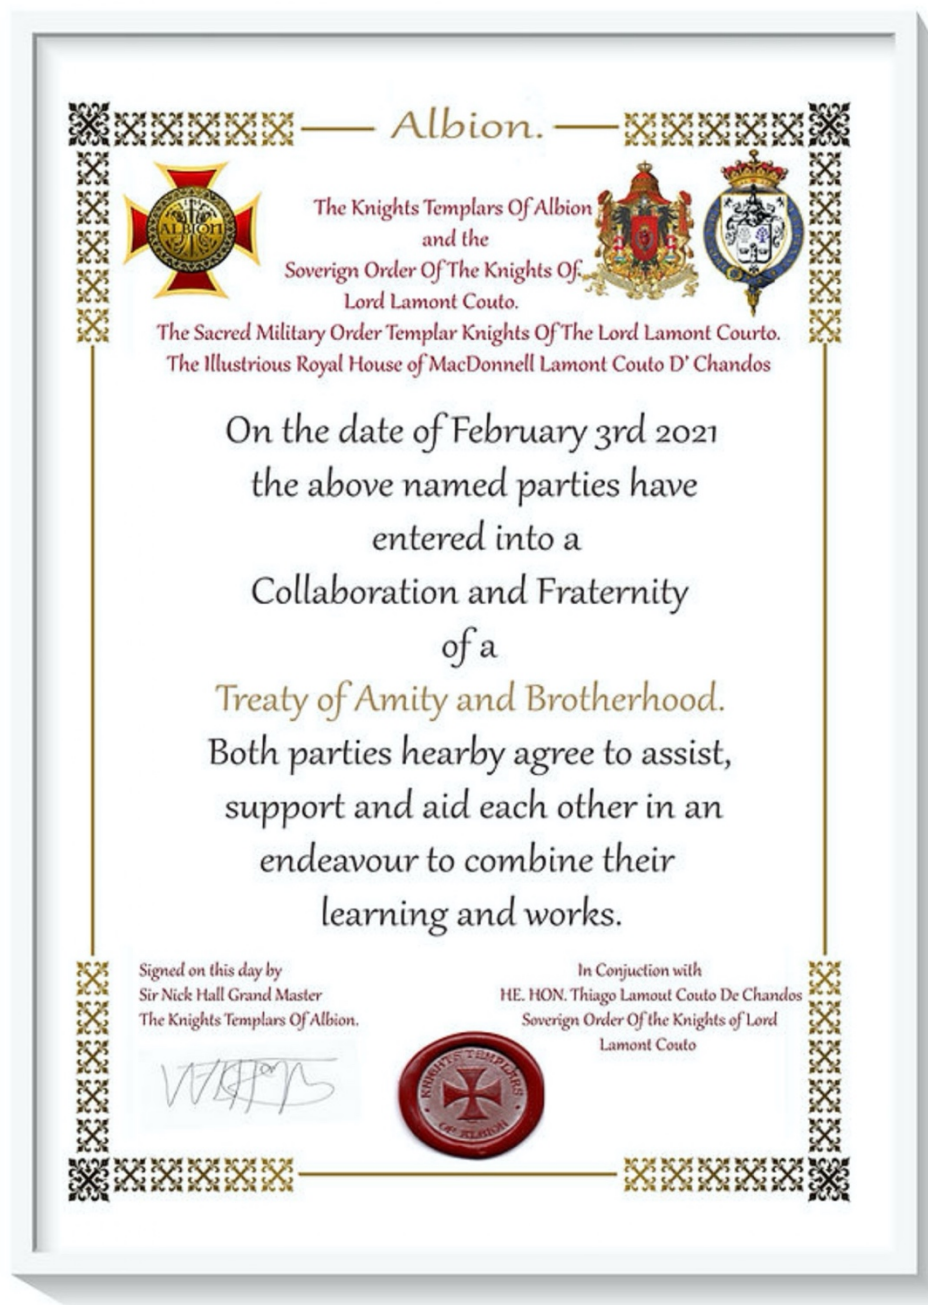 Albion.
ALBION
The Knights Templars Of Albion
and the
Soverign Order Of The Knights Of.
Lord Lamont Couto.
The Sacred Military Order Templar Knights Of The Lord Lamont Courto.
The Illustrious Royal House of MacDonnell Lamont Couto D' Chandos
On the date of February 3rd 2021
the above named parties have
entered into a
Collaboration and Fraternity
of a
Treaty of Amity and Brotherhood.
Both parties hearby agree to assist,
support and aid each other in an
endeavour to combine their
learning and works.
Signed on this day by
Sir Nick Hall Grand Master
The Knights Templars Of Albion.
In Conjuction with
HE. HON. Thiago Lamout Couto De Chandos
Soverign Order Of the Knights of Lord
Lamont Couto
KNIGHTS TEMPLARS
OF ALBION